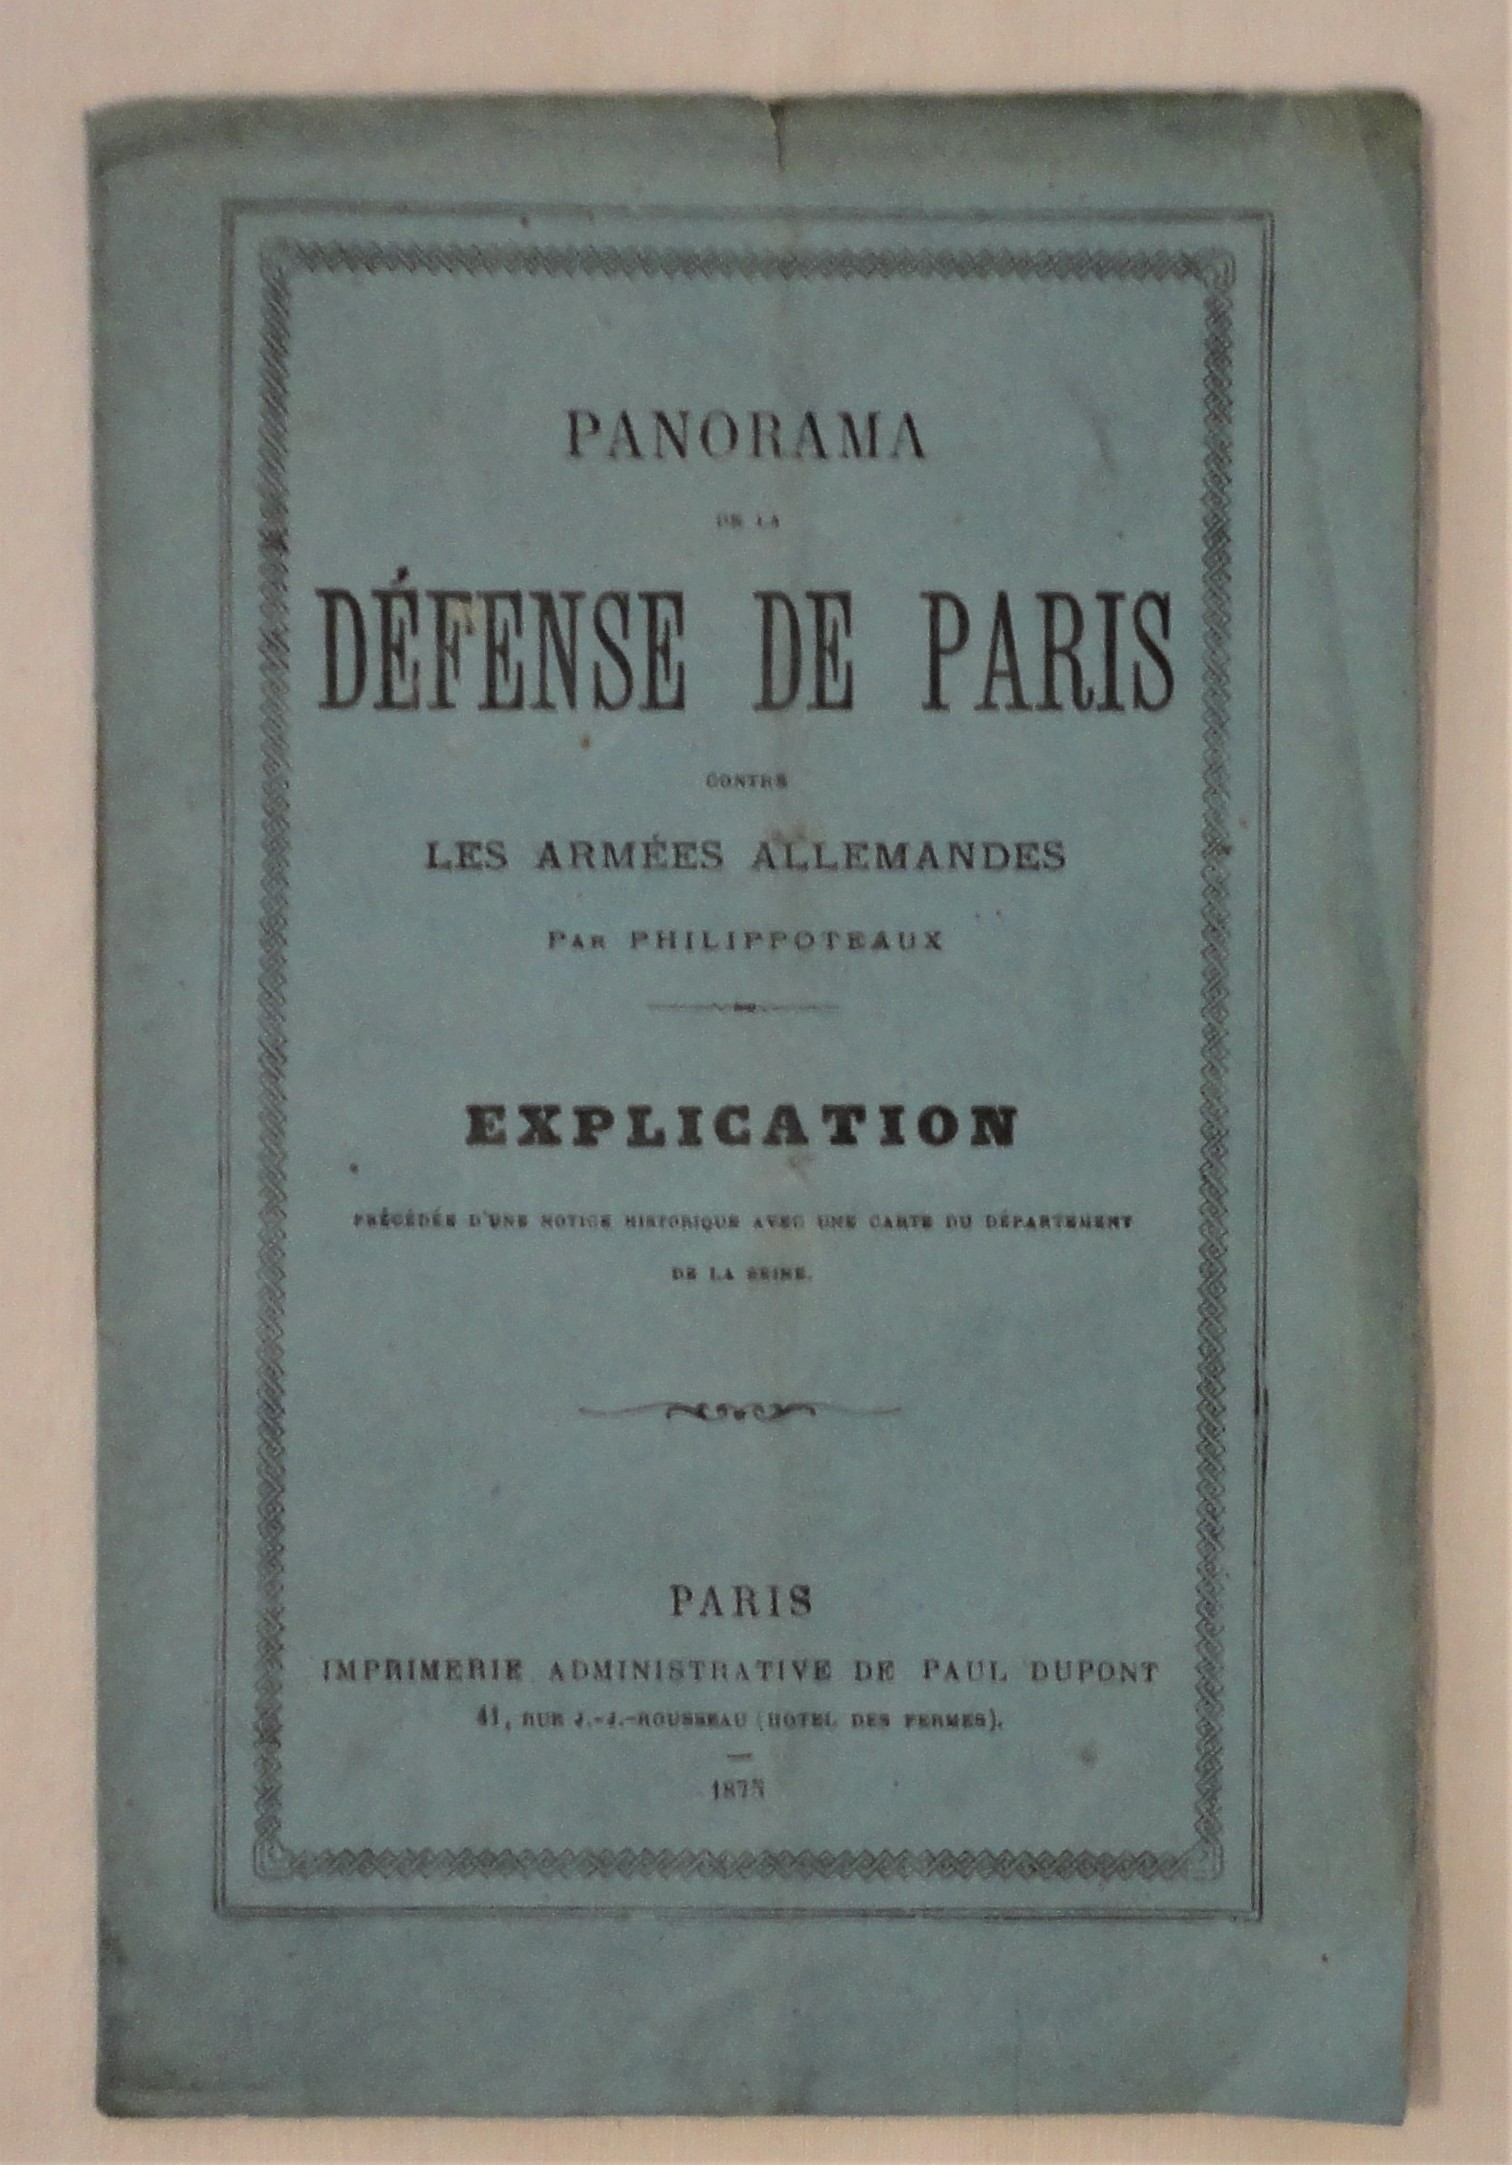 PANORAMA
DE LA
DÉFENSE DE PARIS
CONTRE
LES ARMÉES ALLEMANDES
PAR PHILIPPOTEAUX
EXPLICATION
PRÉCÉDÉE D'UNE NOTICE HISTORIQUE AVEC UNE CARTE DU DÉPARTEMENT
DE LA SEINE.
PARIS
IMPRIMERIE ADMINISTRATIVE DE PAUL DUPONT
41, RUE J.-J.-ROUSSEAU (HOTEL DES FERMES).